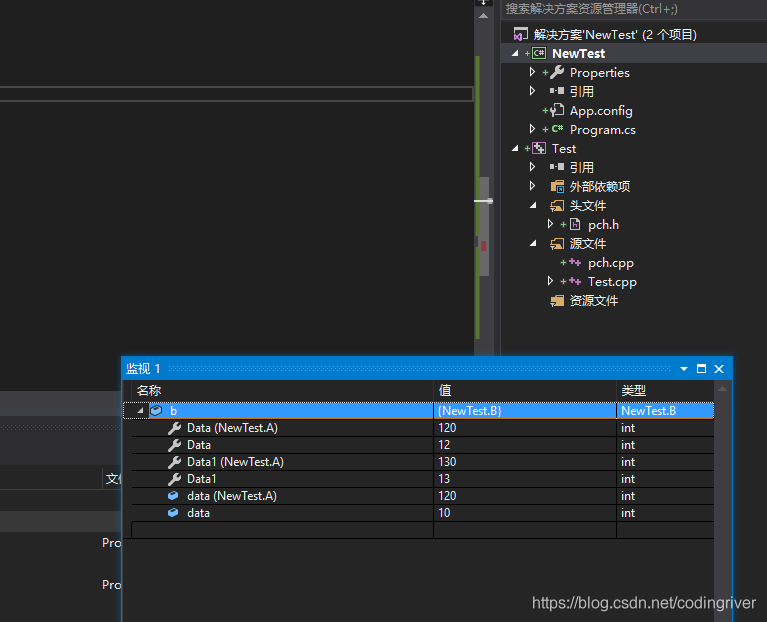 搜索解决方案资源管理器(Ctrl+;)
解决方案'NewTest' (2 个项目)
NewTest
Properties
引用
App.config
Program.cs
Test
引用
外部依赖项
头文件
pch.h
源文件
pch.cpp
Test.cpp
资源文件
监视 1
名称 值 类型
b {NewTest.B} NewTest.B
Data (NewTest.A) 120 int
Data 12 int
Data1 (NewTest.A) 130 int
Data1 13 int
data (NewTest.A) 120 int
data 10 int
Pro
Pro
https://blog.csdn.net/codingriver